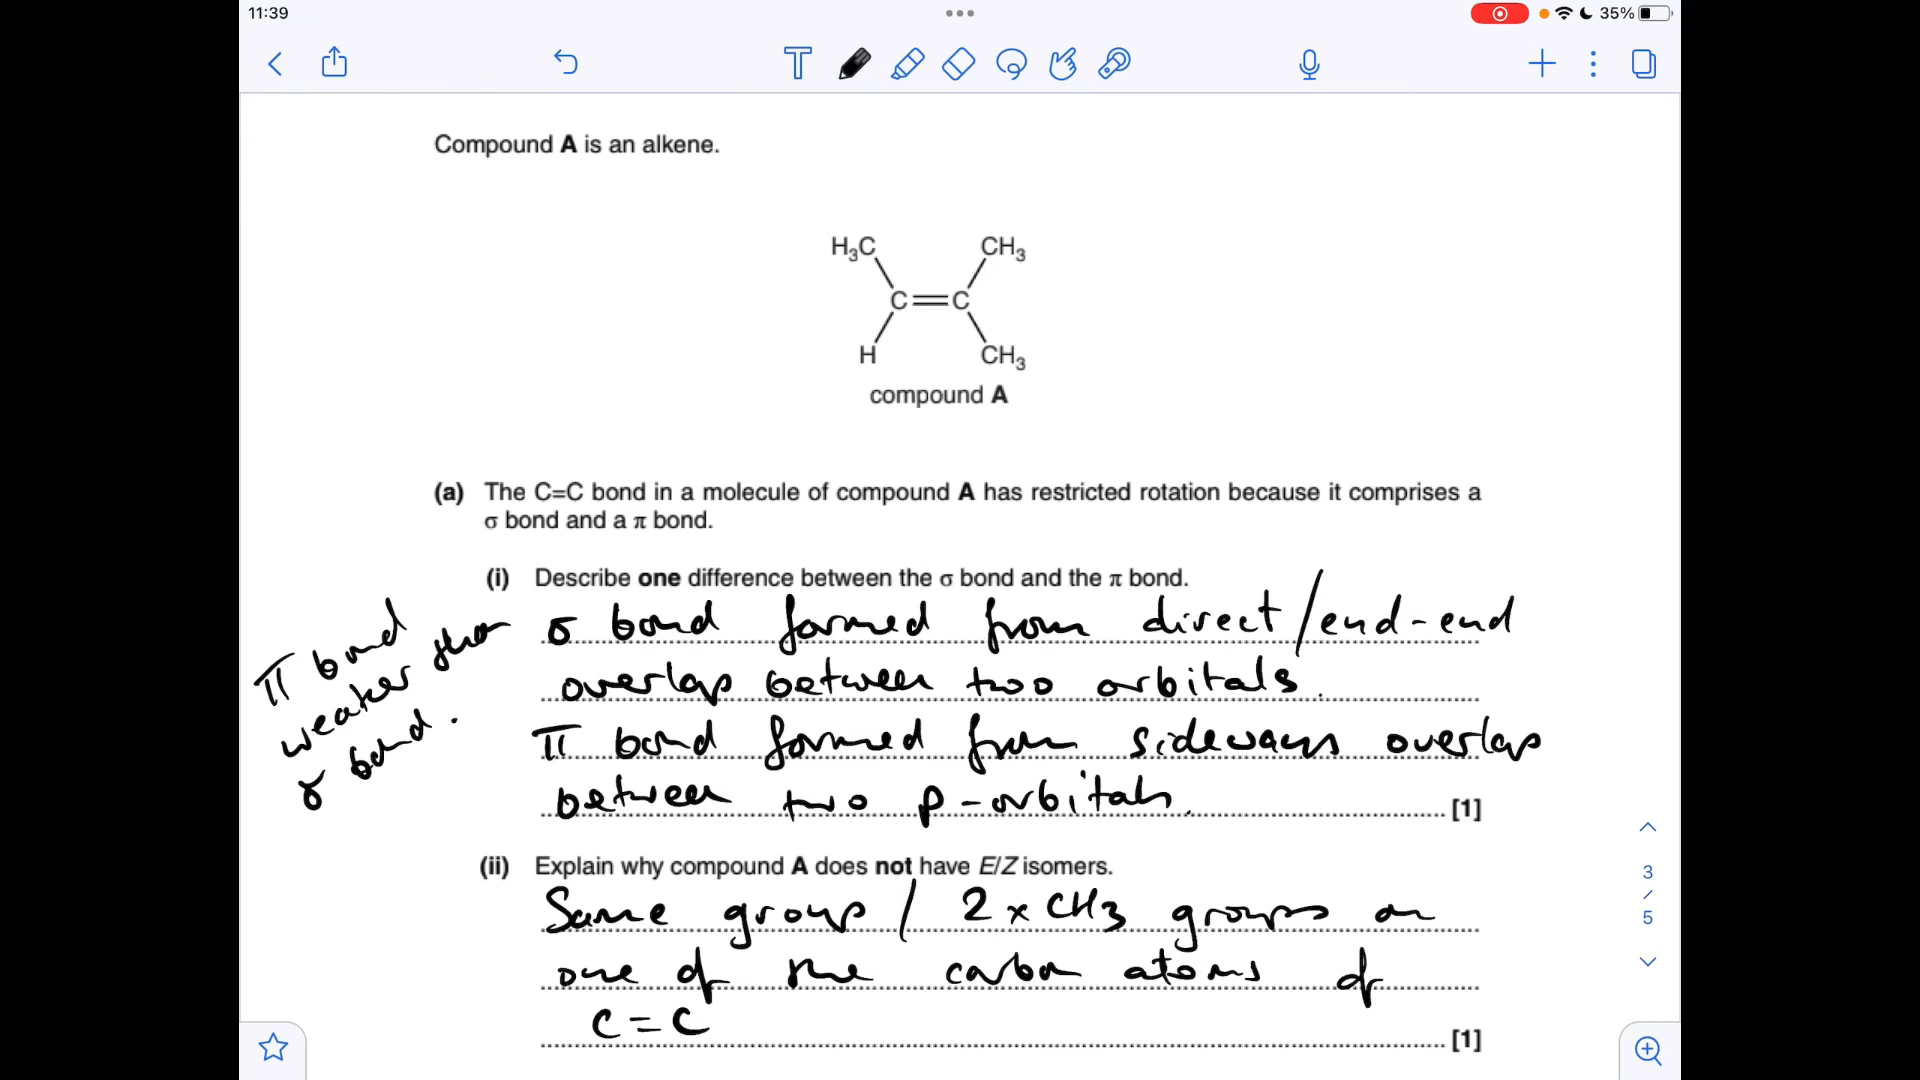 11:39
35%
Compound A is an alkene.
H₃C CH₃
C=C
H CH₃
compound A
(a) The C=C bond in a molecule of compound A has restricted rotation because it comprises a
σ bond and a π bond.
(i) Describe one difference between the σ bond and the π bond.
σ bond formed from direct/end-end
overlap between two orbitals.
π bond formed from sideways overlap
between two p-orbitals. [1]
π bond
weaker than
σ bond.
(ii) Explain why compound A does not have E/Z isomers.
Same group / 2 x CH3 groups on
one of the carbon atoms of
C=C [1]
3
/
5